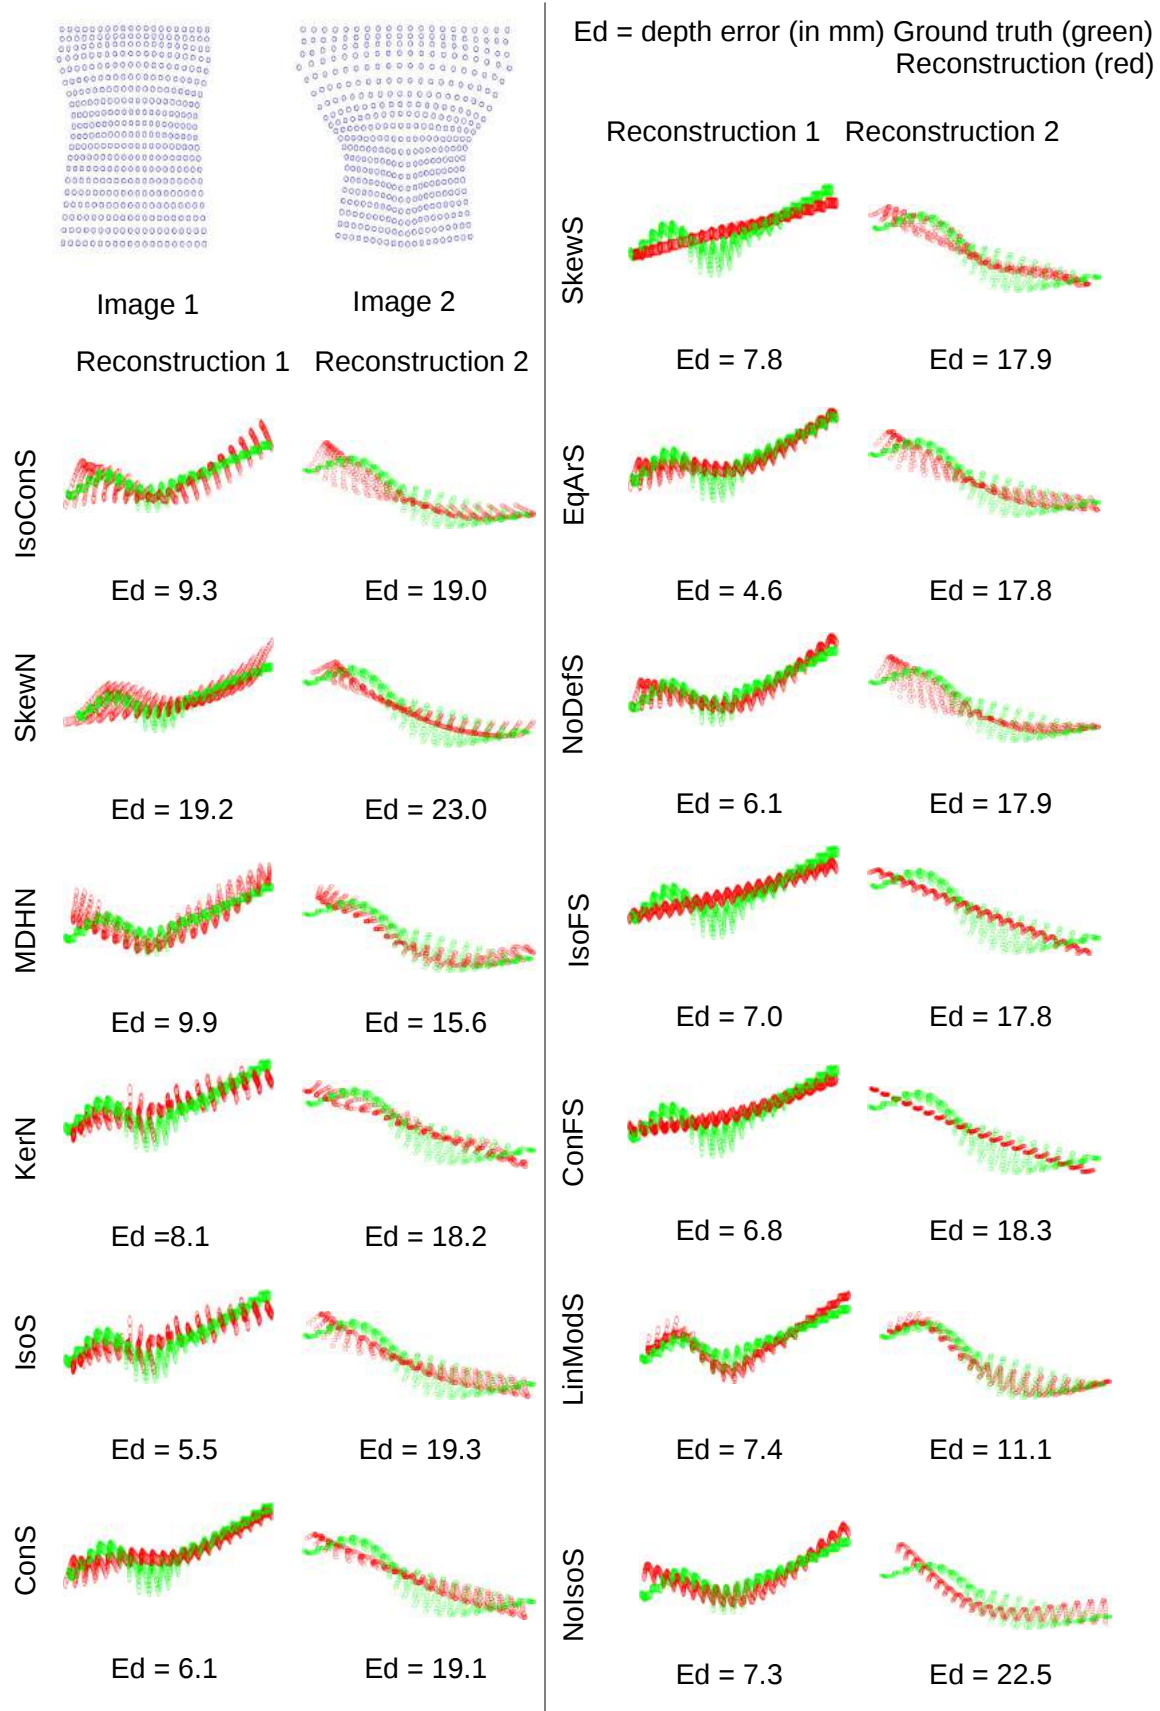 Image 1
Image 2
Reconstruction 1 Reconstruction 2
IsoConS
Ed = 9.3 Ed = 19.0
SkewN
Ed = 19.2 Ed = 23.0
MDHN
Ed = 9.9 Ed = 15.6
KerN
Ed =8.1 Ed = 18.2
IsoS
Ed = 5.5 Ed = 19.3
ConS
Ed = 6.1 Ed = 19.1
Ed = depth error (in mm) Ground truth (green)
Reconstruction (red)
Reconstruction 1 Reconstruction 2
SkewS
Ed = 7.8 Ed = 17.9
EqArS
Ed = 4.6 Ed = 17.8
NoDefS
Ed = 6.1 Ed = 17.9
IsoFS
Ed = 7.0 Ed = 17.8
ConFS
Ed = 6.8 Ed = 18.3
LinModS
Ed = 7.4 Ed = 11.1
NoIsoS
Ed = 7.3 Ed = 22.5